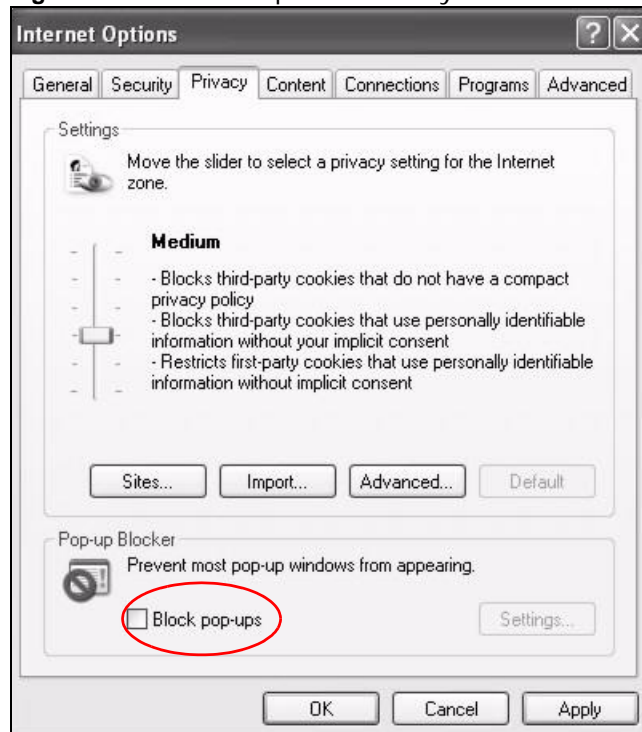 Internet Options
General Security Privacy Content Connections Programs Advanced
Settings
Move the slider to select a privacy setting for the Internet
zone.
Medium
- Blocks third-party cookies that do not have a compact
privacy policy
- Blocks third-party cookies that use personally identifiable
information without your implicit consent
- Restricts first-party cookies that use personally identifiable
information without implicit consent
Sites... Import... Advanced... Default
Pop-up Blocker
Prevent most pop-up windows from appearing.
Block pop-ups Settings...
OK Cancel Apply